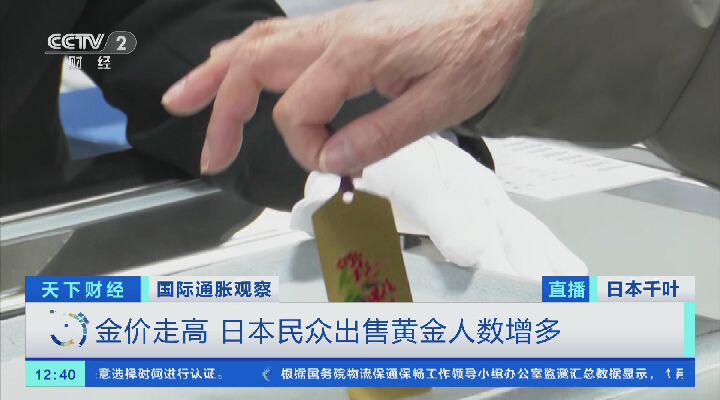 CCTV 2
财经
天下财经 国际通胀观察 直播 日本千叶
金价走高 日本民众出售黄金人数增多
12:40 意选择时间进行认证。 根据国务院物流保通保畅工作领导小组办公室监测汇总数据显示，